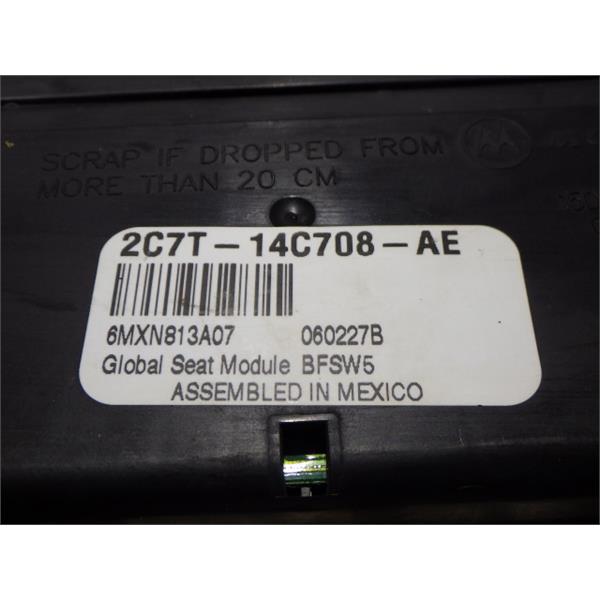 SCRAP IF DROPPED FROM
MORE THAN 20 CM
2C7T-14C708-AE
6MXN813A07 060227B
Global Seat Module BFSW5
ASSEMBLED IN MEXICO